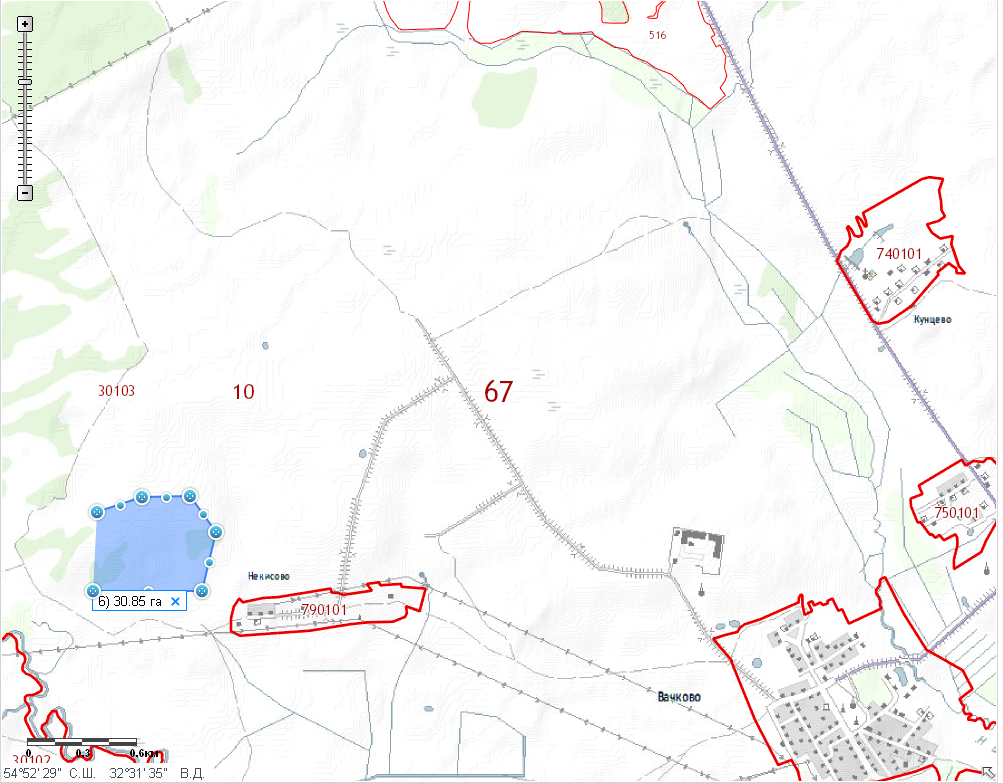 516
740101
Кунцево
30103
10
67
750101
Некисово
6) 30.85 га
790101
Вачково
0 0.3 0.6км
30102
54°52'29" С.Ш. 32°31'35" В.Д.